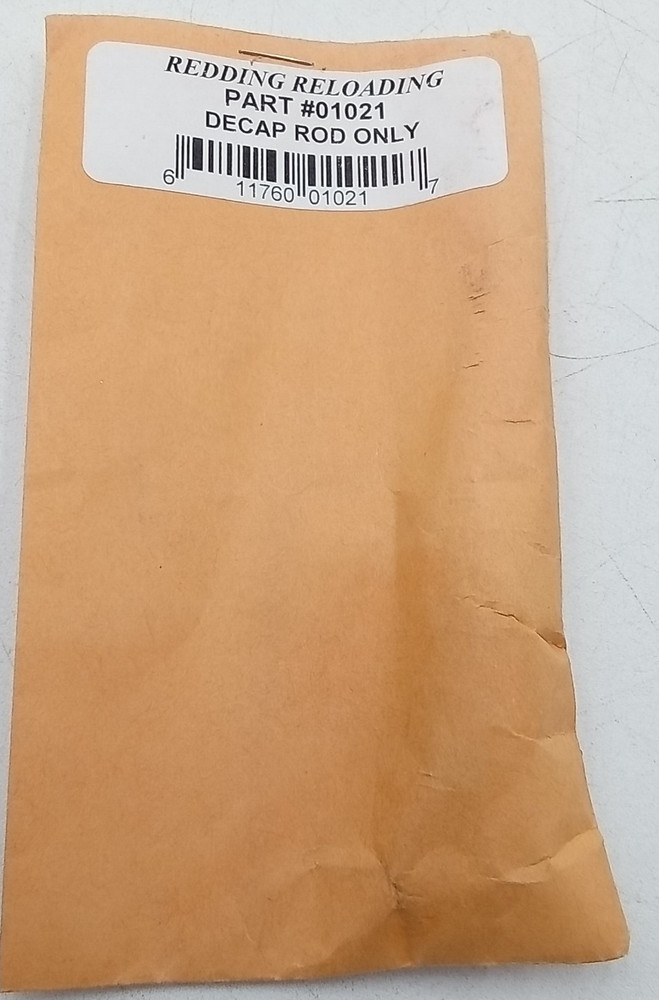 REDDING RELOADING
PART #01021
DECAP ROD ONLY
6 11760 01021 7